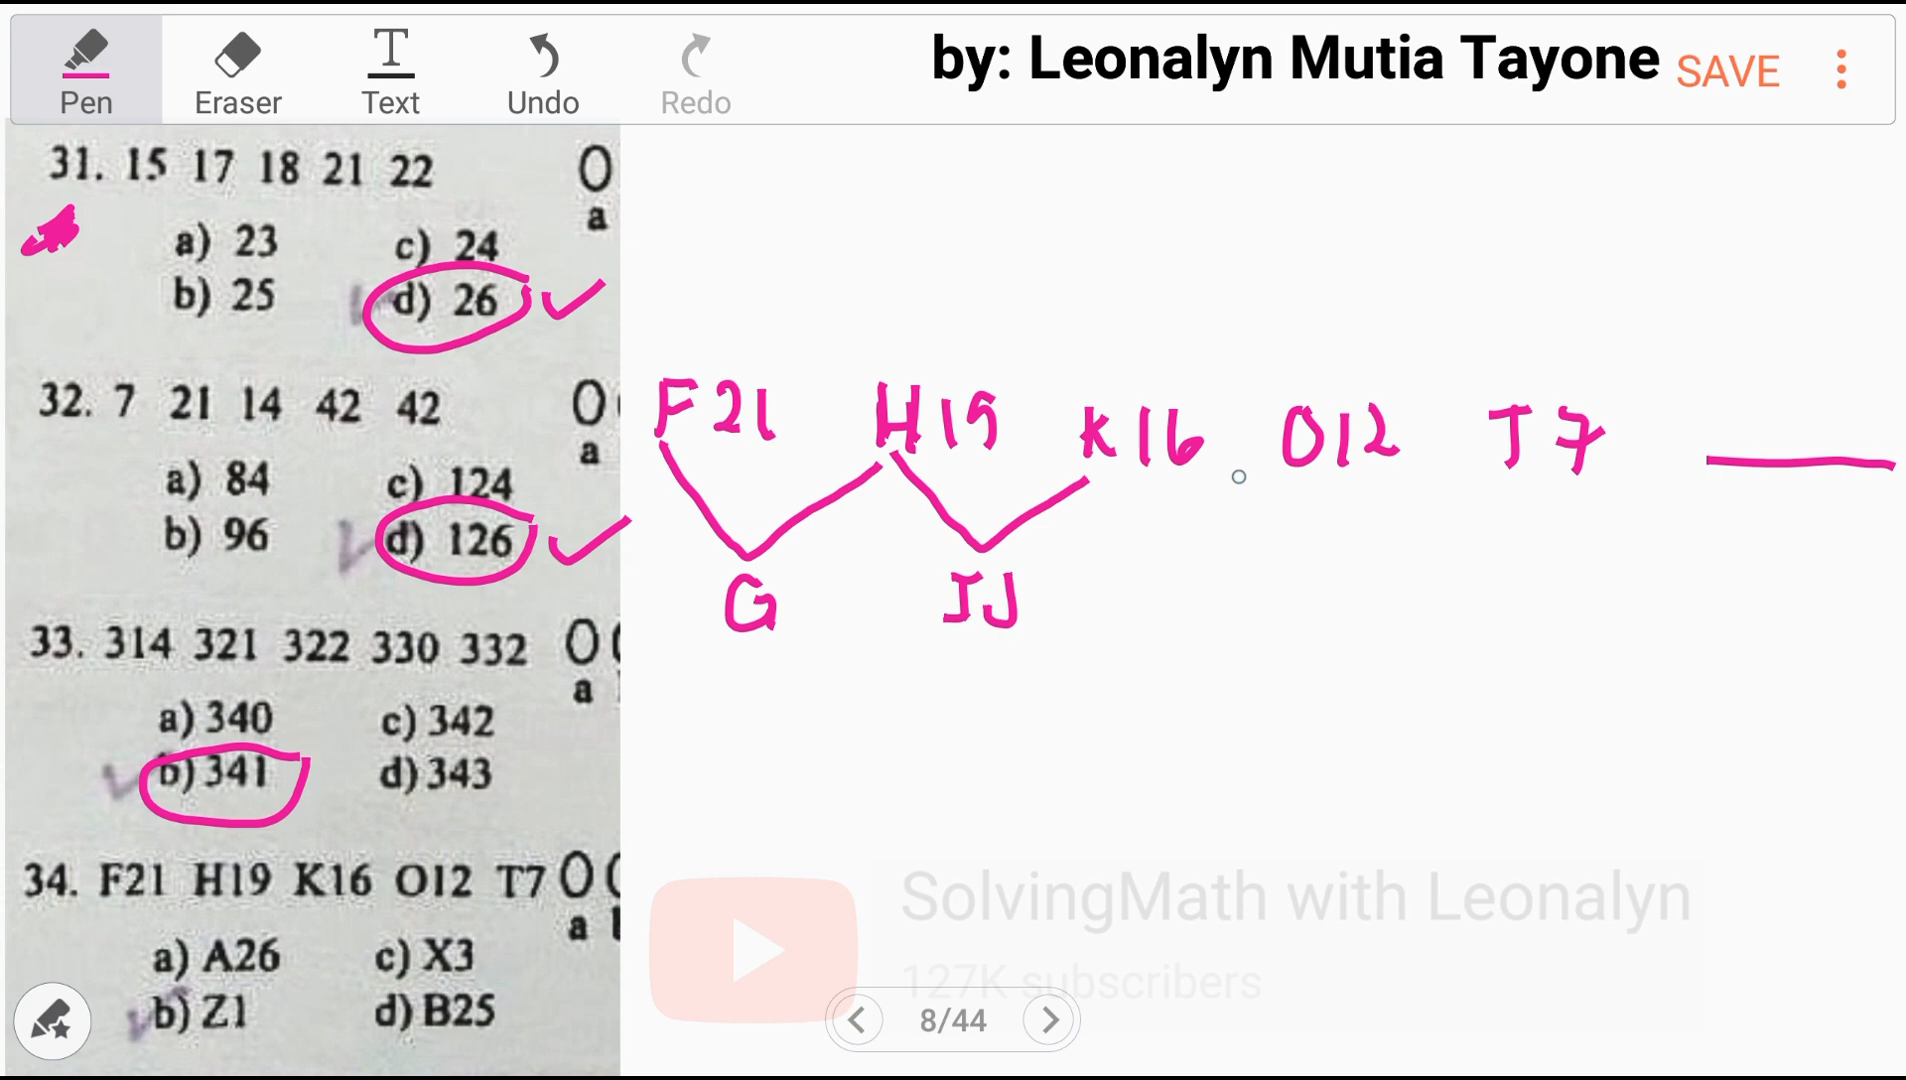 Pen Eraser Text Undo Redo by: Leonalyn Mutia Tayone SAVE
31. 15 17 18 21 22
a
a) 23 c) 24
b) 25 d) 26
32. 7 21 14 42 42
a
a) 84 c) 124
b) 96 d) 126
33. 314 321 322 330 332
a
a) 340 c) 342
b) 341 d) 343
34. F21 H19 K16 O12 T7
a
a) A26 c) X3
b) Z1 d) B25
F21 H19 K16 O12 T7
G IJ
SolvingMath with Leonalyn
127K subscribers
8/44